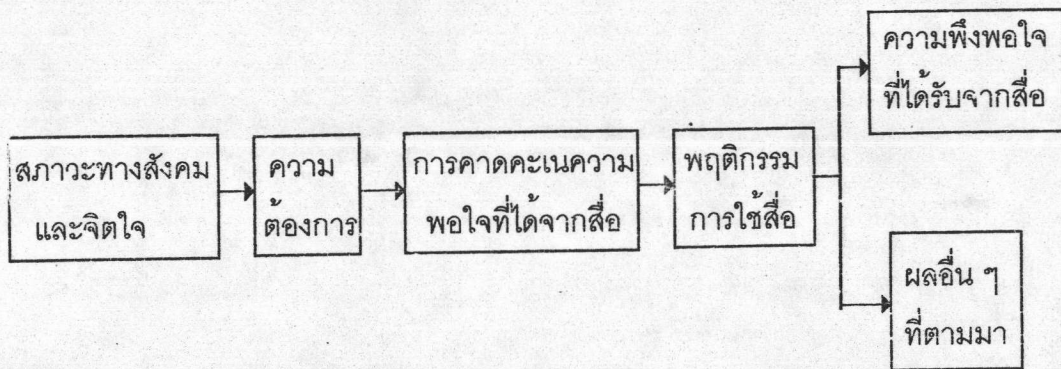 สภาวะทางสังคม
และจิตใจ
ความ
ต้องการ
การคาดคะเนความ
พอใจที่ได้จากสื่อ
พฤติกรรม
การใช้สื่อ
ความพึงพอใจ
ที่ได้รับจากสื่อ
ผลอื่น ๆ
ที่ตามมา